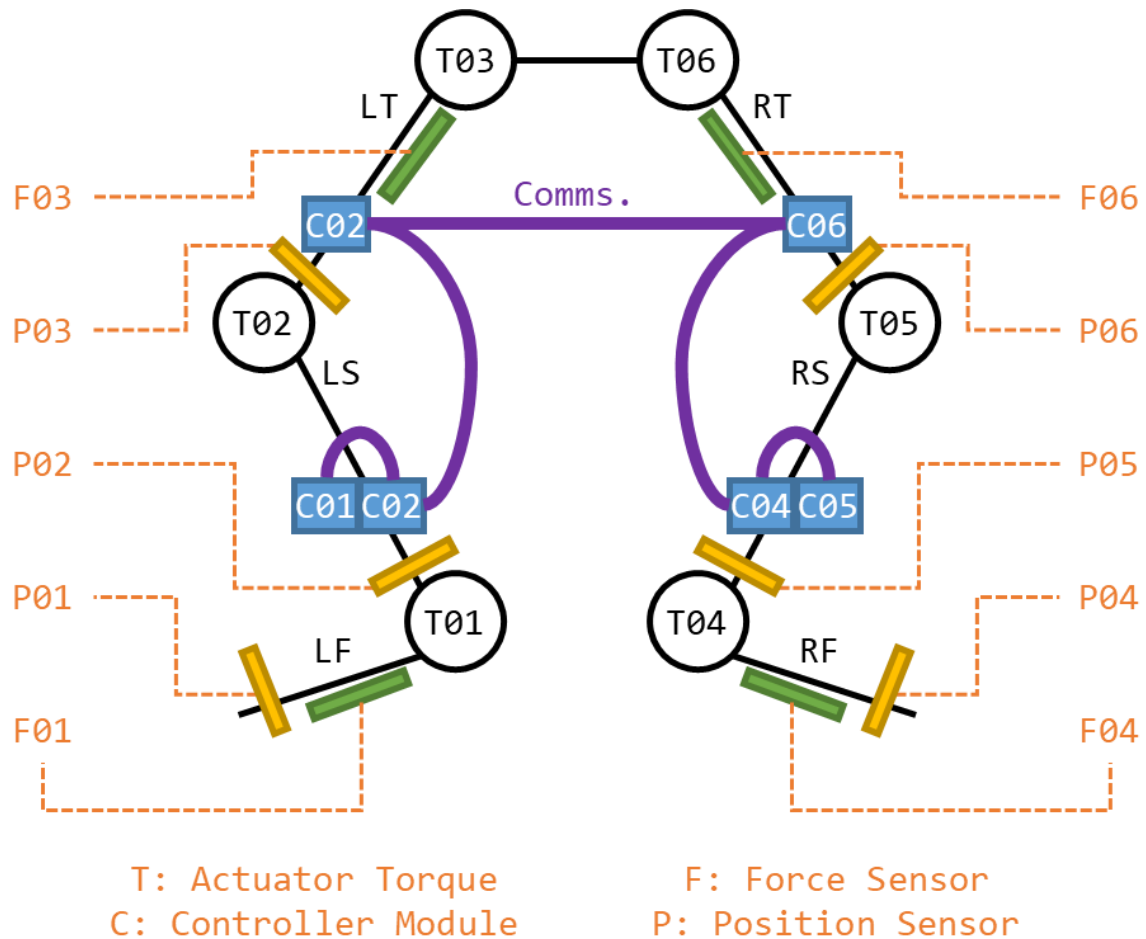 T03
T06
LT
RT
F03
Comms.
F06
C02
C06
P03
T02
T05
P06
LS
RS
P02
P05
C01
C02
C04
C05
P01
T01
T04
P04
LF
RF
F01
F04
T: Actuator Torque
F: Force Sensor
C: Controller Module
P: Position Sensor